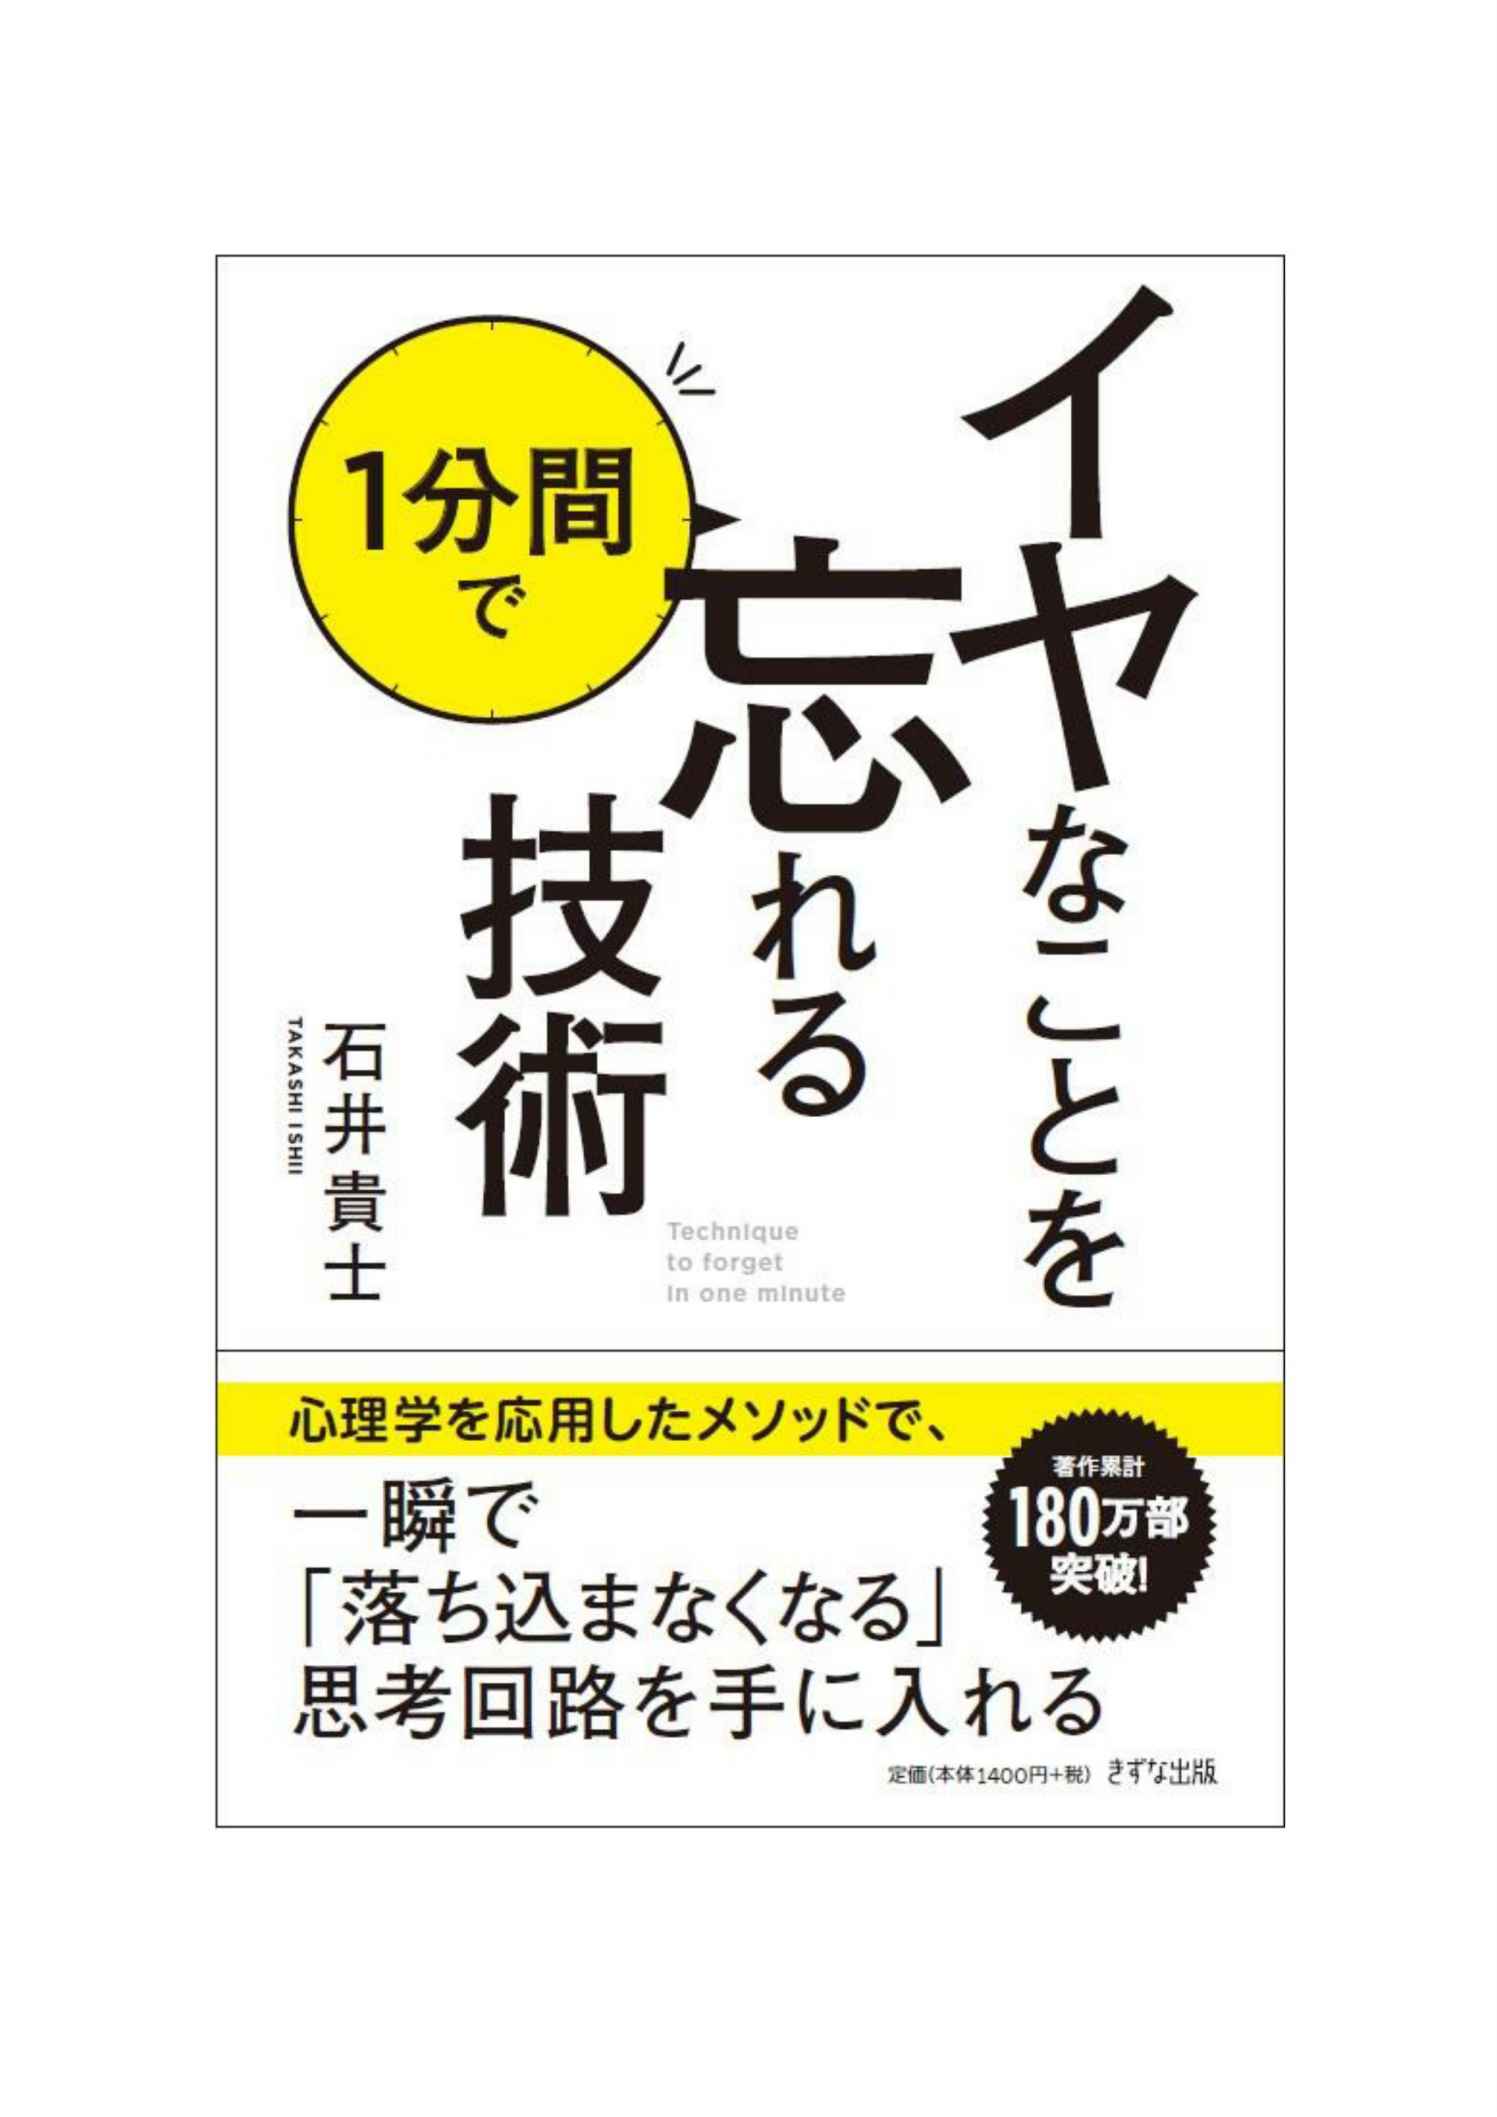 イヤなことを
1分間
で
忘れる
技術
石井貴士
TAKASHI ISHII
Technique
to forget
in one minute
心理学を応用したメソッドで、
一瞬で
「落ち込まなくなる」
思考回路を手に入れる
著作累計
180万部
突破!
定価(本体1400円+税) きずな出版